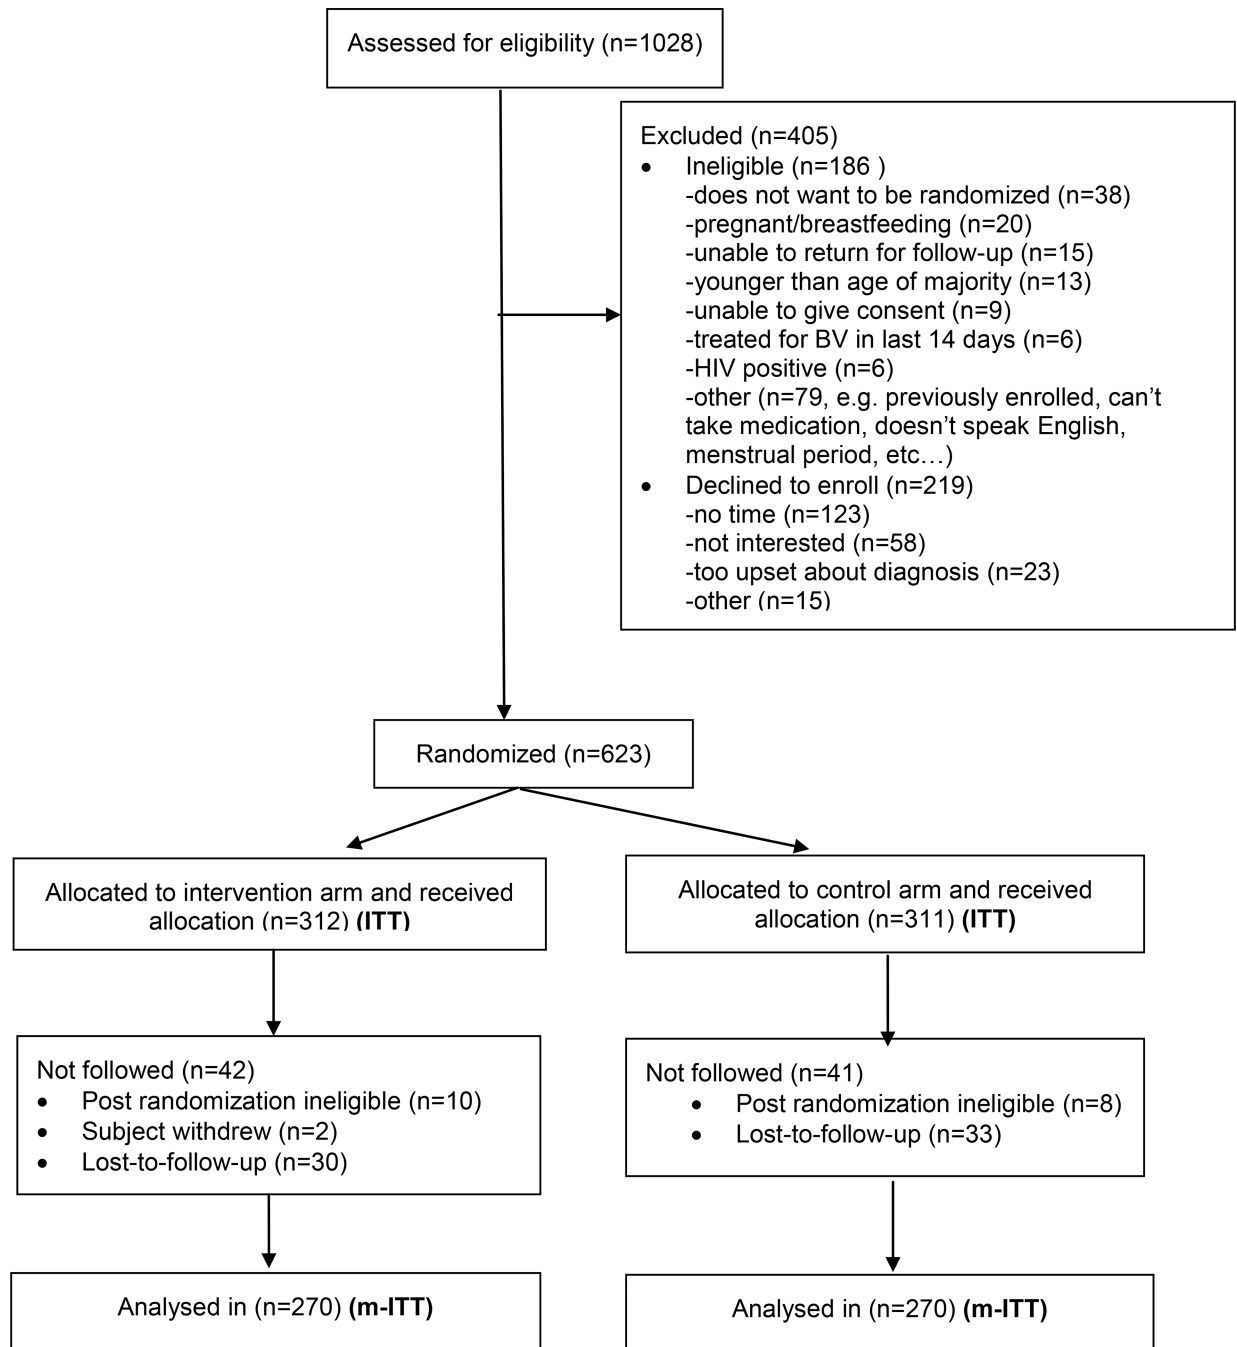 Assessed for eligibility (n=1028)
Excluded (n=405)
• Ineligible (n=186 )
-does not want to be randomized (n=38)
-pregnant/breastfeeding (n=20)
-unable to return for follow-up (n=15)
-younger than age of majority (n=13)
-unable to give consent (n=9)
-treated for BV in last 14 days (n=6)
-HIV positive (n=6)
-other (n=79, e.g. previously enrolled, can’t
take medication, doesn’t speak English,
menstrual period, etc…)
• Declined to enroll (n=219)
-no time (n=123)
-not interested (n=58)
-too upset about diagnosis (n=23)
-other (n=15)
Randomized (n=623)
Allocated to intervention arm and received
allocation (n=312) (ITT)
Allocated to control arm and received
allocation (n=311) (ITT)
Not followed (n=42)
• Post randomization ineligible (n=10)
• Subject withdrew (n=2)
• Lost-to-follow-up (n=30)
Not followed (n=41)
• Post randomization ineligible (n=8)
• Lost-to-follow-up (n=33)
Analysed in (n=270) (m-ITT)
Analysed in (n=270) (m-ITT)